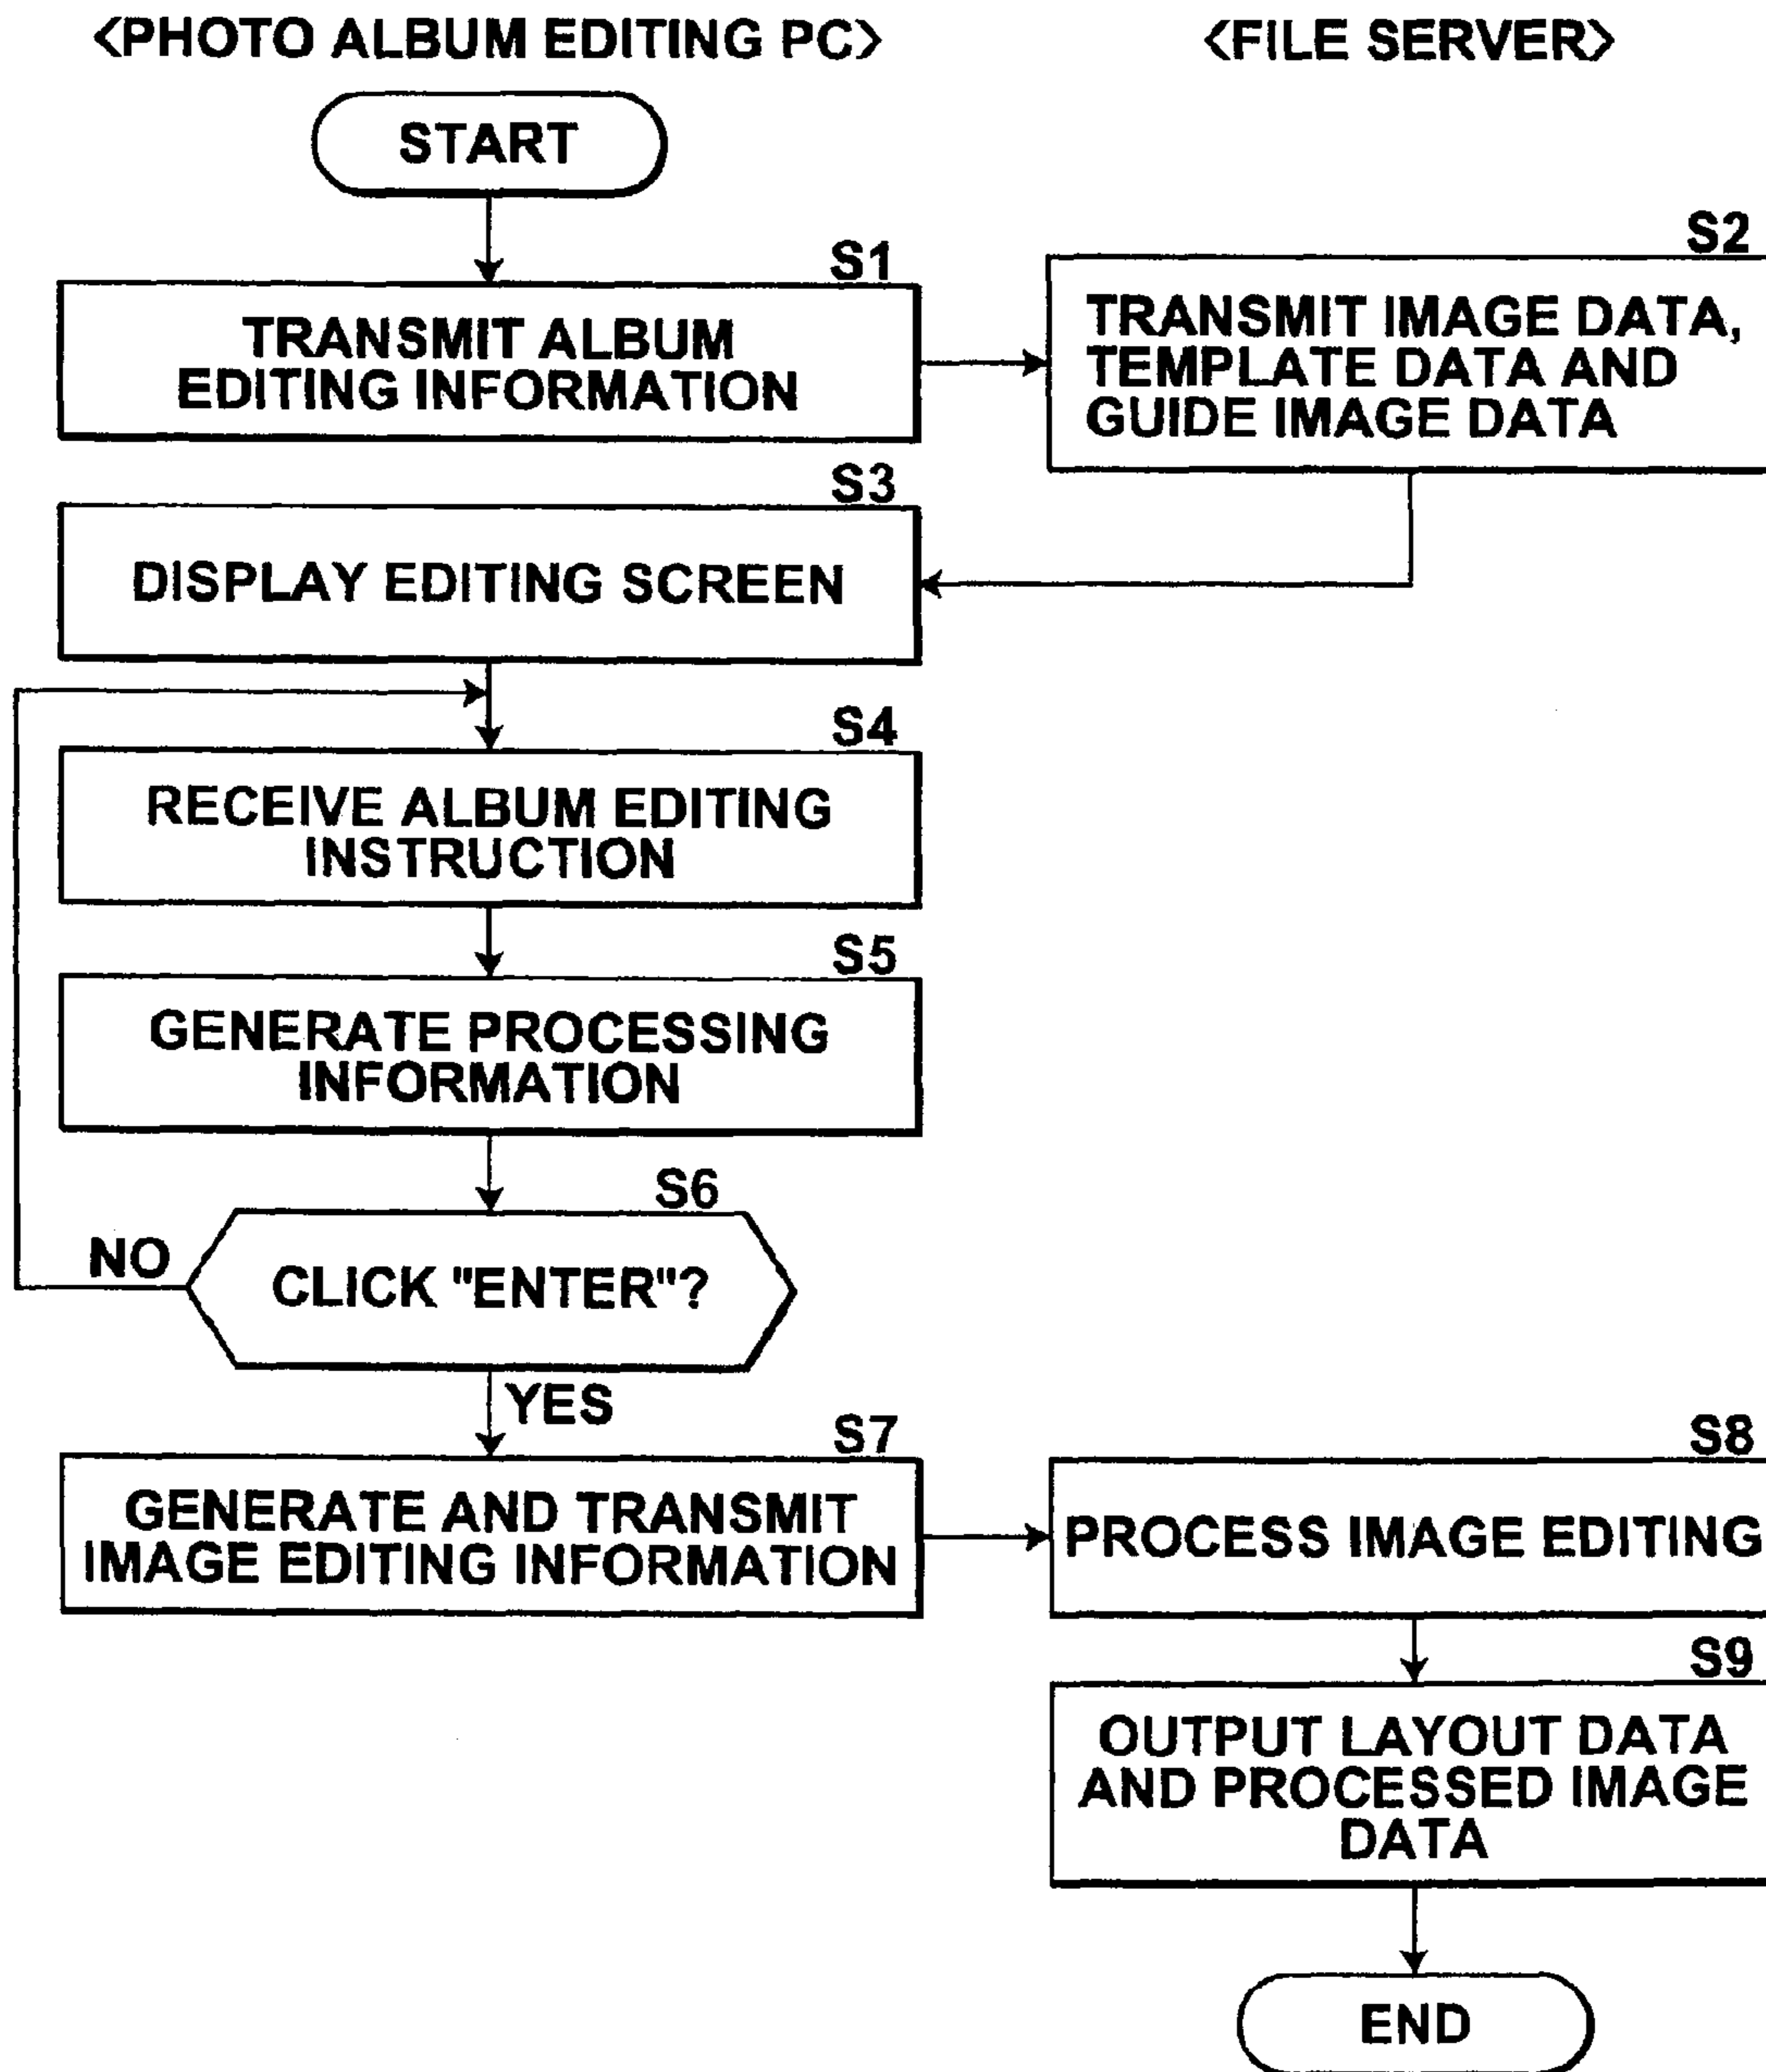 <PHOTO ALBUM EDITING PC>
<FILE SERVER>
START
S1
TRANSMIT ALBUM
EDITING INFORMATION
S2
TRANSMIT IMAGE DATA,
TEMPLATE DATA AND
GUIDE IMAGE DATA
S3
DISPLAY EDITING SCREEN
S4
RECEIVE ALBUM EDITING
INSTRUCTION
S5
GENERATE PROCESSING
INFORMATION
S6
CLICK "ENTER"?
NO
YES
S7
GENERATE AND TRANSMIT
IMAGE EDITING INFORMATION
S8
PROCESS IMAGE EDITING
S9
OUTPUT LAYOUT DATA
AND PROCESSED IMAGE
DATA
END